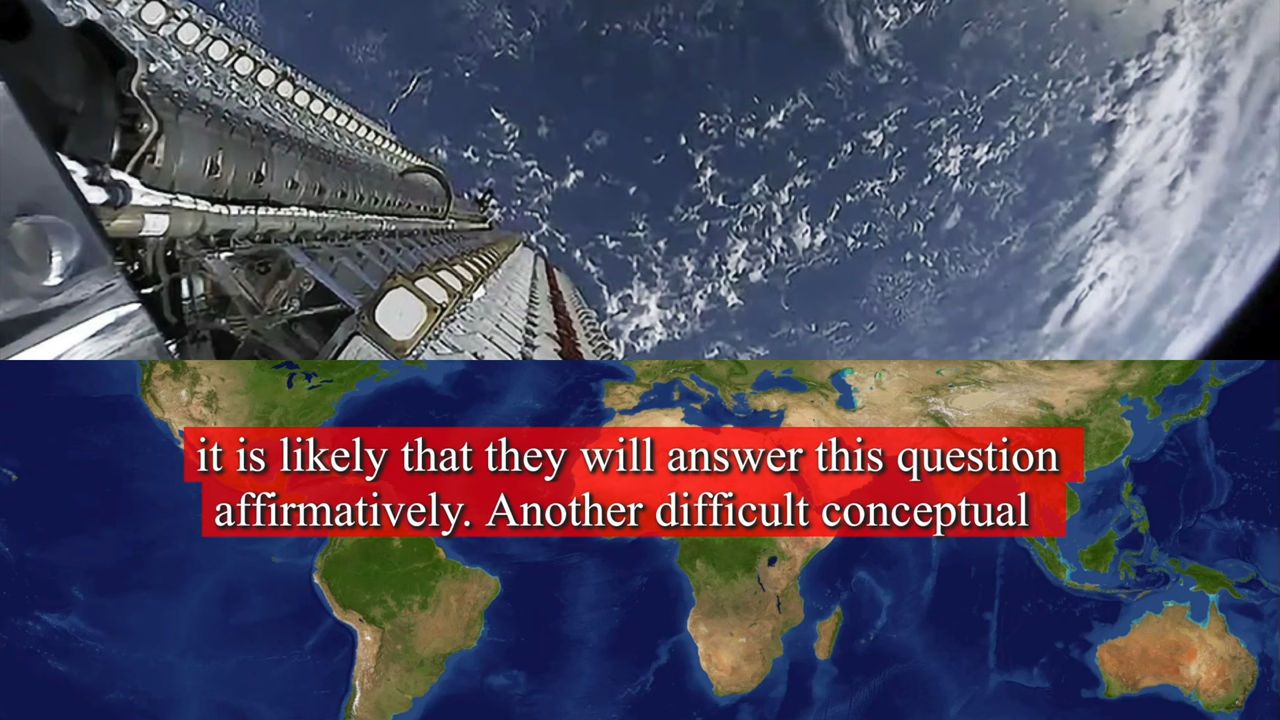 it is likely that they will answer this question
affirmatively. Another difficult conceptual